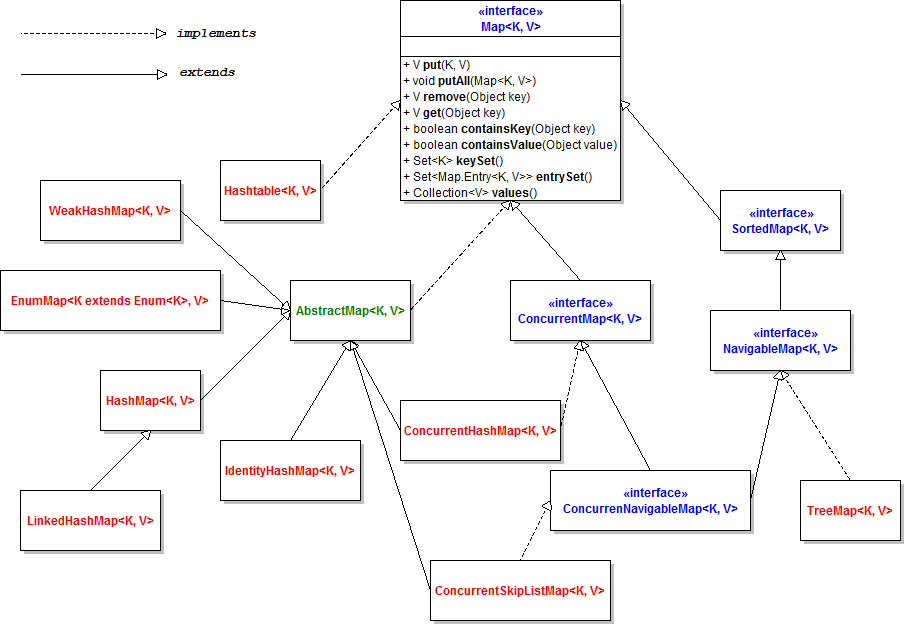 implements
extends
«interface»
Map<K, V>
+ V put(K, V)
+ void putAll(Map<K, V>)
+ V remove(Object key)
+ V get(Object key)
+ boolean containsKey(Object key)
+ boolean containsValue(Object value)
+ Set<K> keySet()
+ Set<Map.Entry<K, V>> entrySet()
+ Collection<V> values()
Hashtable<K, V>
WeakHashMap<K, V>
«interface»
SortedMap<K, V>
EnumMap<K extends Enum<K>, V>
AbstractMap<K, V>
«interface»
ConcurrentMap<K, V>
«interface»
NavigableMap<K, V>
HashMap<K, V>
ConcurrentHashMap<K, V>
IdentityHashMap<K, V>
LinkedHashMap<K, V>
«interface»
ConcurrenNavigableMap<K, V>
TreeMap<K, V>
ConcurrentSkipListMap<K, V>